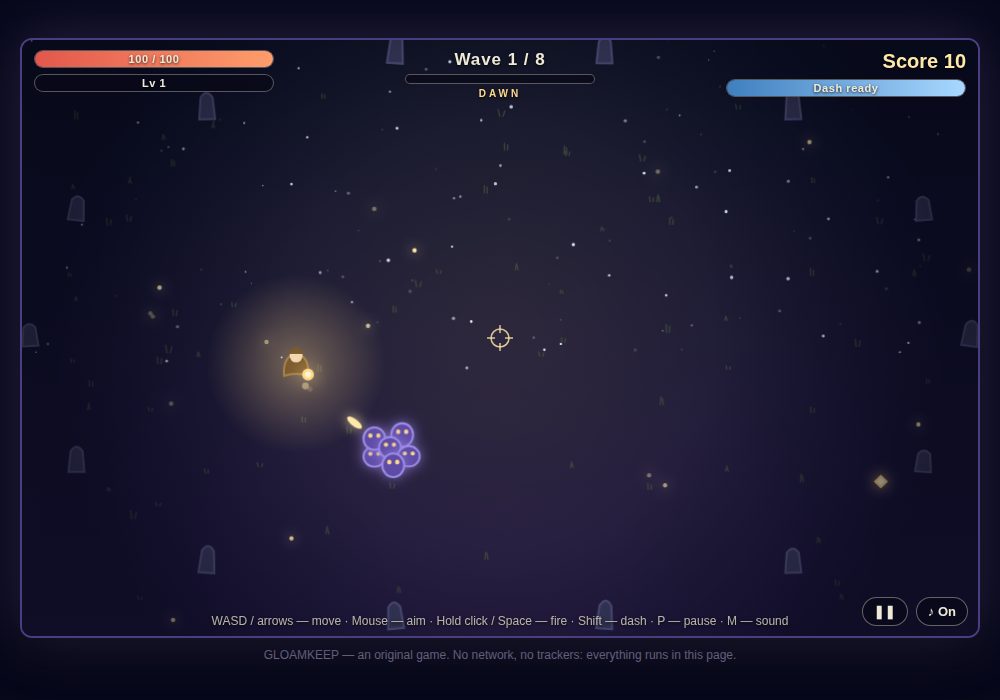 100 / 100
Wave 1 / 8
Score 10
Lv 1
DAWN
Dash ready
WASD / arrows — move · Mouse — aim · Hold click / Space — fire · Shift — dash · P — pause · M — sound
♪ On
GLOAMKEEP — an original game. No network, no trackers: everything runs in this page.